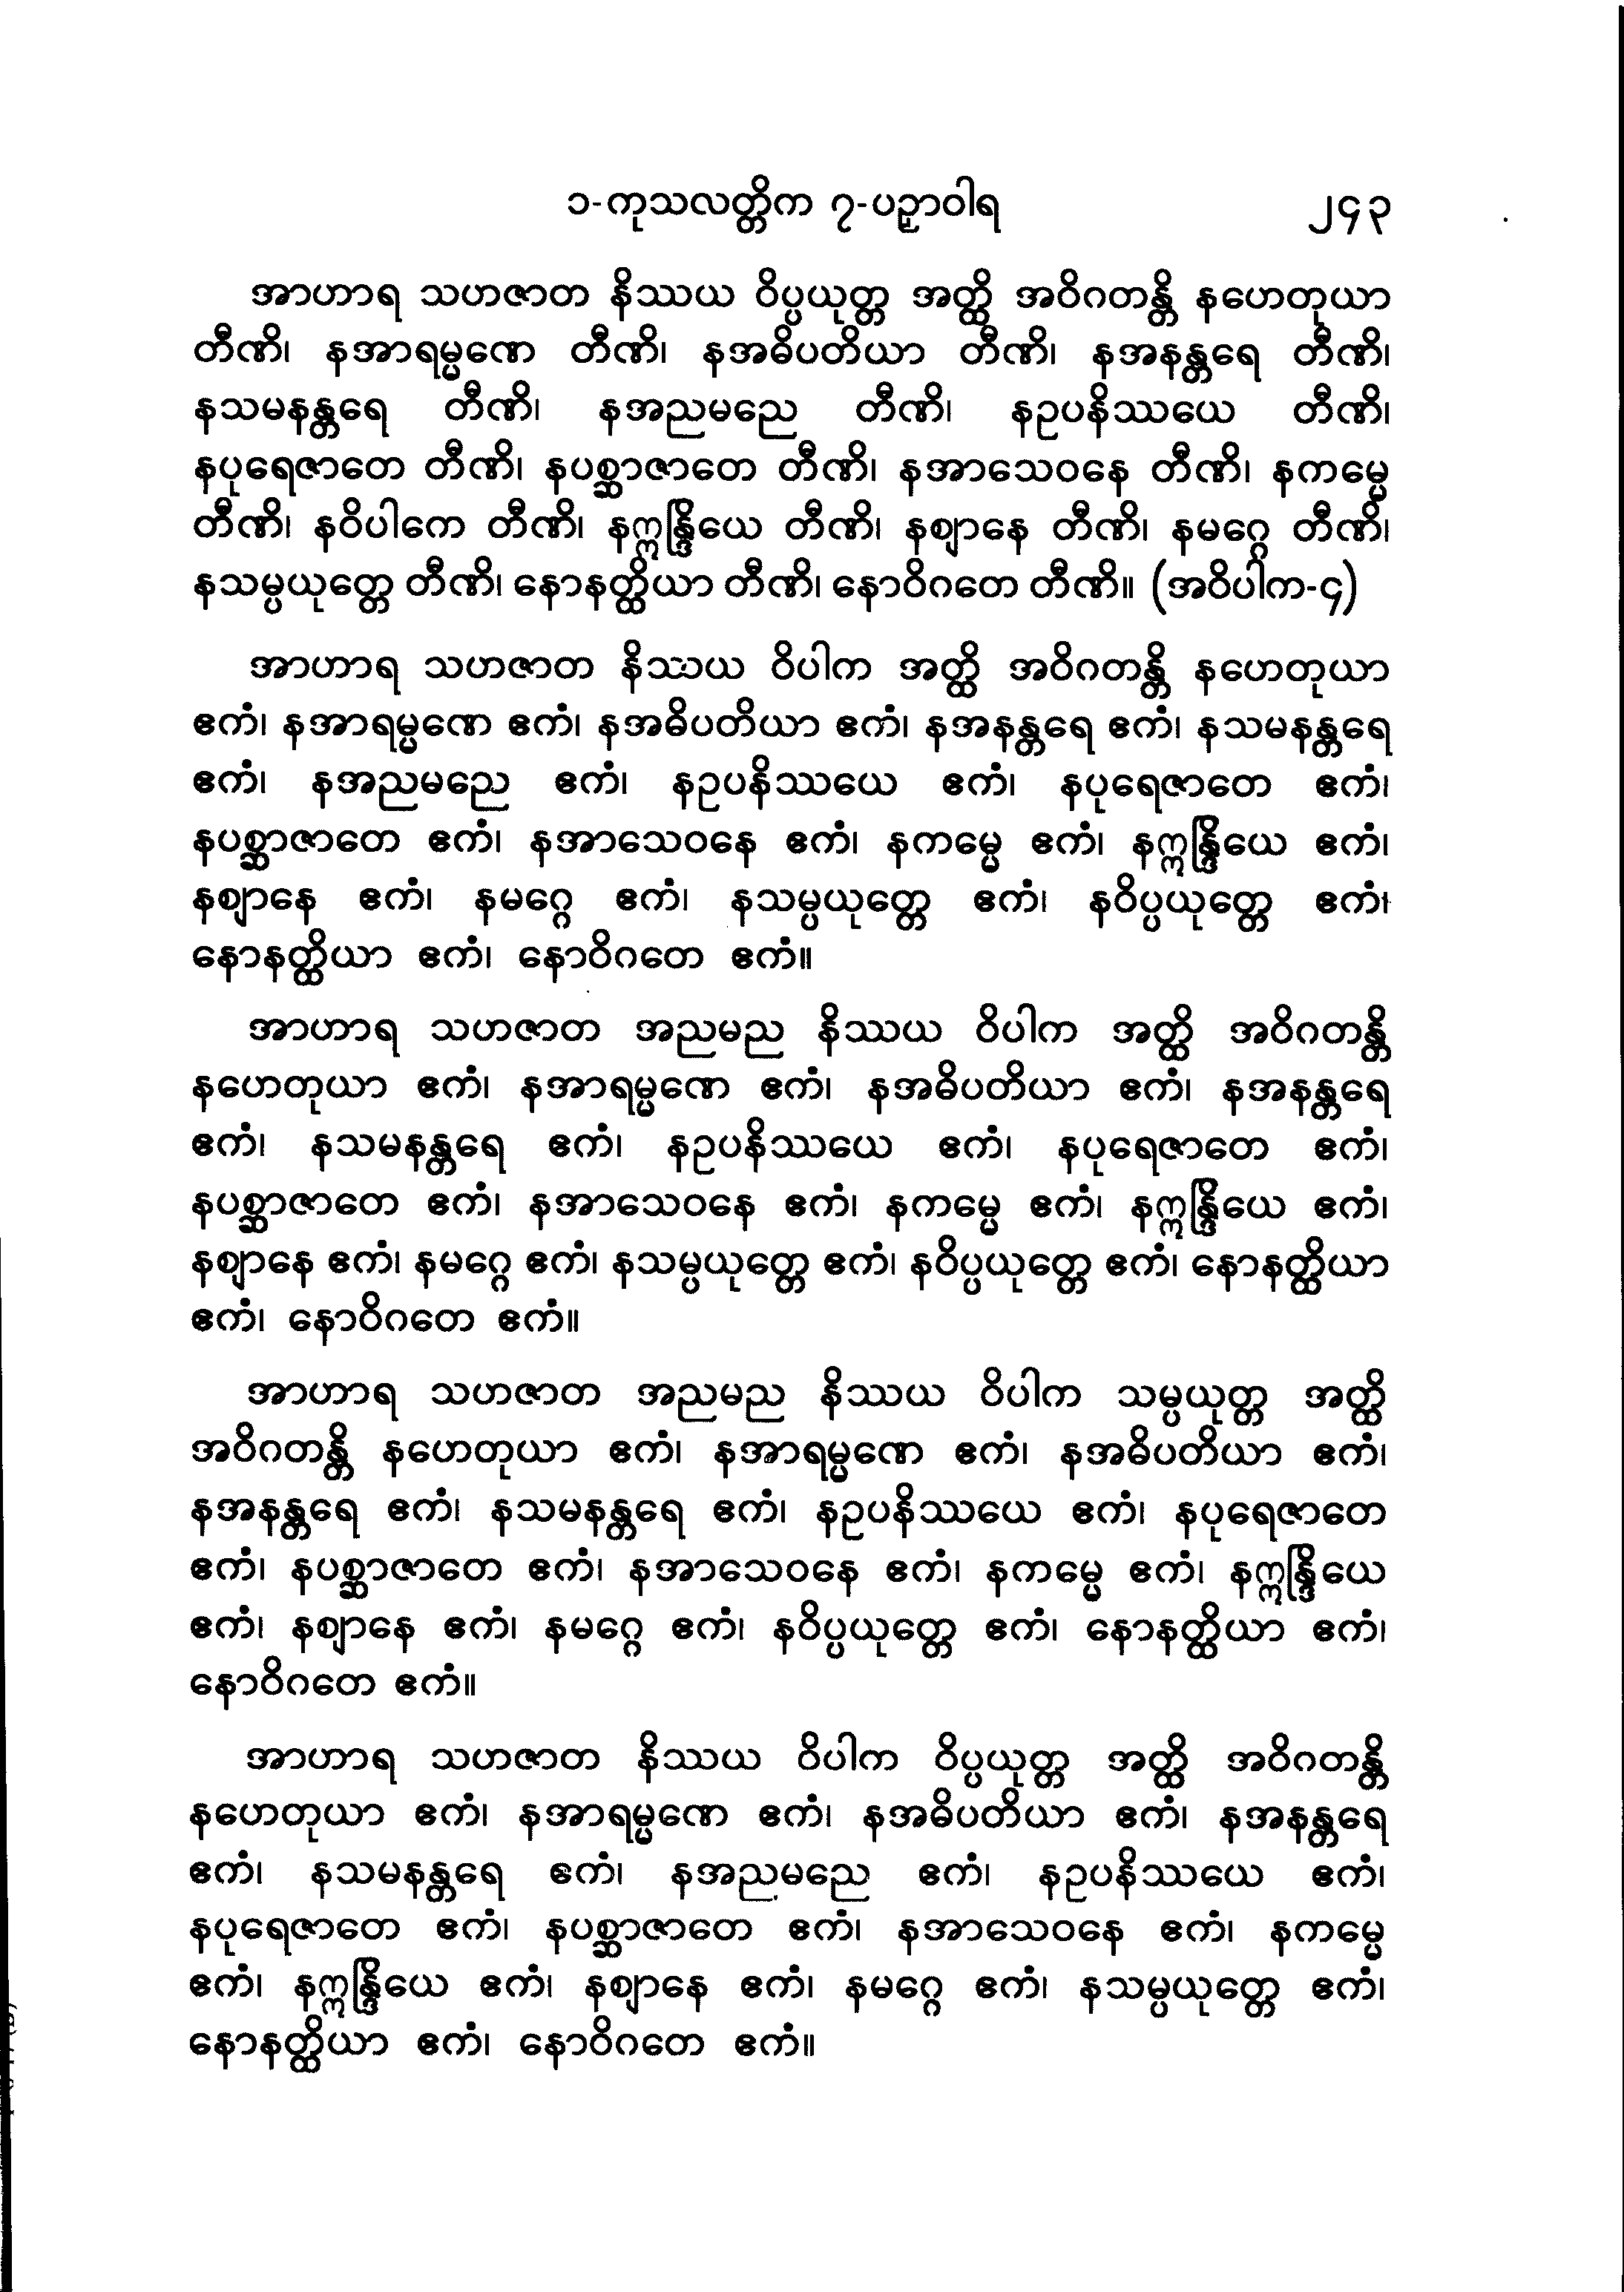 ၁-ကုသလတ္တိက ၇-ပဉှာဝါရ ၂၄၃
အာဟာရ သဟဇာတ နိဿယ ဝိပ္ပယုတ္တ အတ္ထိ အဝိဂတန္တိ နဟေတုယာ
တီဏိ၊ နအာရမ္မဏေ တီဏိ၊ နအဓိပတိယာ တီဏိ၊ နအနန္တရေ တီဏိ၊
နသမနန္တရေ တီဏိ၊ နအညမညေ တီဏိ၊ နဥပနိဿယေ တီဏိ၊
နပုရေဇာတေ တီဏိ၊ နပစ္ဆာဇာတေ တီဏိ၊ နအာသေဝနေ တီဏိ၊ နကမ္မေ
တီဏိ၊ နဝိပါကေ တီဏိ၊ နဣန္ဒြိယေ တီဏိ၊ နဈာနေ တီဏိ၊ နမဂ္ဂေ တီဏိ၊
နသမ္ပယုတ္တေ တီဏိ၊ နောနတ္ထိယာ တီဏိ၊ နောဝိဂတေ တီဏိ။ (အဝိပါက-၄)
အာဟာရ သဟဇာတ နိဿယ ဝိပါက အတ္ထိ အဝိဂတန္တိ နဟေတုယာ
ဧကံ၊ နအာရမ္မဏေ ဧကံ၊ နအဓိပတိယာ ဧကံ၊ နအနန္တရေ ဧကံ၊ နသမနန္တရေ
ဧကံ၊ နအညမညေ ဧကံ၊ နဥပနိဿယေ ဧကံ၊ နပုရေဇာတေ ဧကံ၊
နပစ္ဆာဇာတေ ဧကံ၊ နအာသေဝနေ ဧကံ၊ နကမ္မေ ဧကံ၊ နဣန္ဒြိယေ ဧကံ၊
နဈာနေ ဧကံ၊ နမဂ္ဂေ ဧကံ၊ နသမ္ပယုတ္တေ ဧကံ၊ နဝိပ္ပယုတ္တေ ဧကံ၊
နောနတ္ထိယာ ဧကံ၊ နောဝိဂတေ ဧကံ။
အာဟာရ သဟဇာတ အညမည နိဿယ ဝိပါက အတ္ထိ အဝိဂတန္တိ
နဟေတုယာ ဧကံ၊ နအာရမ္မဏေ ဧကံ၊ နအဓိပတိယာ ဧကံ၊ နအနန္တရေ
ဧကံ၊ နသမနန္တရေ ဧကံ၊ နဥပနိဿယေ ဧကံ၊ နပုရေဇာတေ ဧကံ၊
နပစ္ဆာဇာတေ ဧကံ၊ နအာသေဝနေ ဧကံ၊ နကမ္မေ ဧကံ၊ နဣန္ဒြိယေ ဧကံ၊
နဈာနေ ဧကံ၊ နမဂ္ဂေ ဧကံ၊ နသမ္ပယုတ္တေ ဧကံ၊ နဝိပ္ပယုတ္တေ ဧကံ၊ နောနတ္ထိယာ
ဧကံ၊ နောဝိဂတေ ဧကံ။
အာဟာရ သဟဇာတ အညမည နိဿယ ဝိပါက သမ္ပယုတ္တ အတ္ထိ
အဝိဂတန္တိ နဟေတုယာ ဧကံ၊ နအာရမ္မဏေ ဧကံ၊ နအဓိပတိယာ ဧကံ၊
နအနန္တရေ ဧကံ၊ နသမနန္တရေ ဧကံ၊ နဥပနိဿယေ ဧကံ၊ နပုရေဇာတေ
ဧကံ၊ နပစ္ဆာဇာတေ ဧကံ၊ နအာသေဝနေ ဧကံ၊ နကမ္မေ ဧကံ၊ နဣန္ဒြိယေ
ဧကံ၊ နဈာနေ ဧကံ၊ နမဂ္ဂေ ဧကံ၊ နဝိပ္ပယုတ္တေ ဧကံ၊ နောနတ္ထိယာ ဧကံ၊
နောဝိဂတေ ဧကံ။
အာဟာရ သဟဇာတ နိဿယ ဝိပါက ဝိပ္ပယုတ္တ အတ္ထိ အဝိဂတန္တိ
နဟေတုယာ ဧကံ၊ နအာရမ္မဏေ ဧကံ၊ နအဓိပတိယာ ဧကံ၊ နအနန္တရေ
ဧကံ၊ နသမနန္တရေ ဧကံ၊ နအညမညေ ဧကံ၊ နဥပနိဿယေ ဧကံ၊
နပုရေဇာတေ ဧကံ၊ နပစ္ဆာဇာတေ ဧကံ၊ နအာသေဝနေ ဧကံ၊ နကမ္မေ
ဧကံ၊ နဣန္ဒြိယေ ဧကံ၊ နဈာနေ ဧကံ၊ နမဂ္ဂေ ဧကံ၊ နသမ္ပယုတ္တေ ဧကံ၊
နောနတ္ထိယာ ဧကံ၊ နောဝိဂတေ ဧကံ။